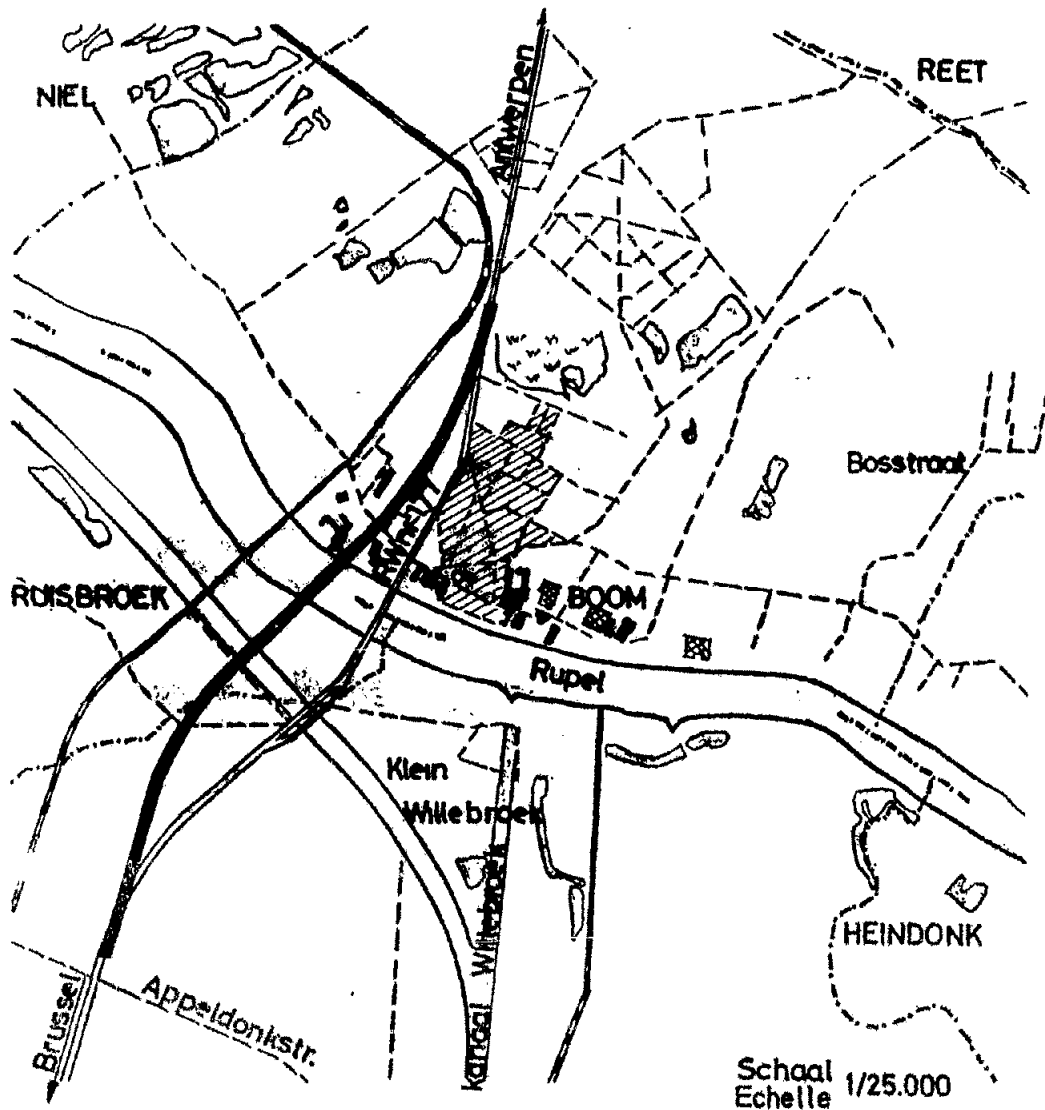 Antwerpen
REET
NIEL
Bosstraat
RUISBROEK
BOOM
Rupel
Klein
Willebroek
kanaal Willebroek
HEINDONK
Appeldonkstr.
Brussel
Schaal 1/25.000
Echelle